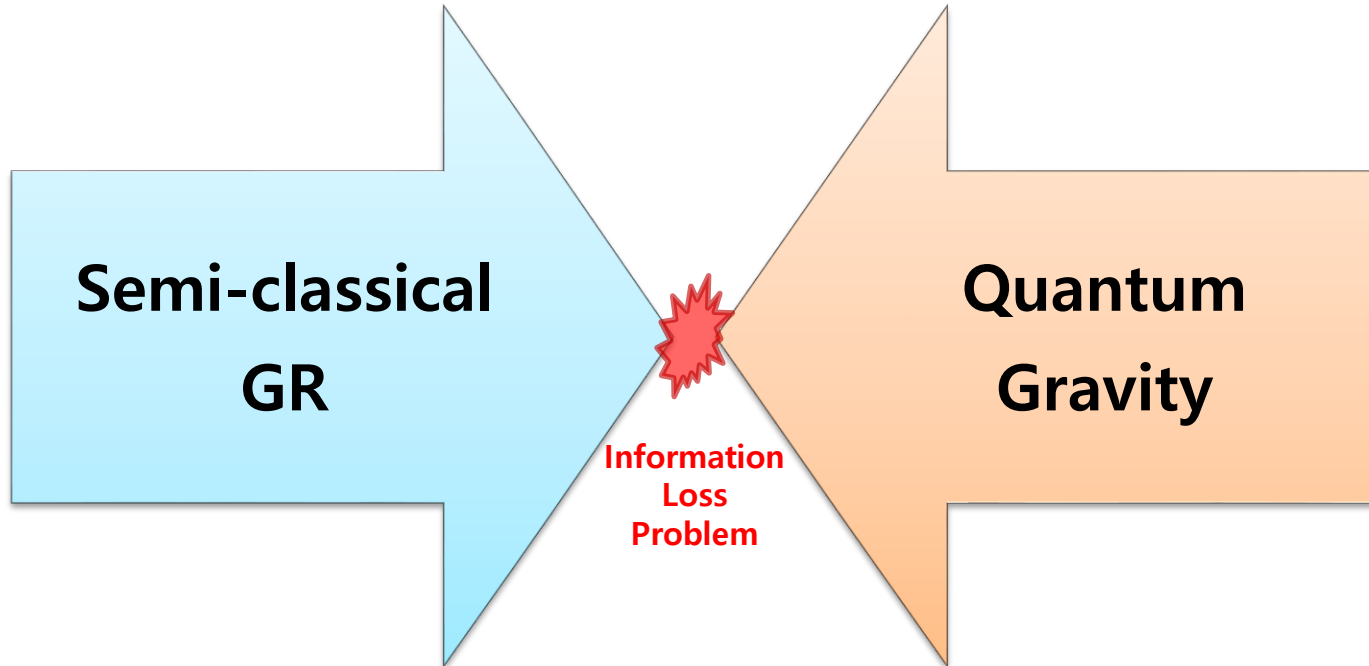 Semi-classical
GR
Quantum
Gravity
Information
Loss
Problem